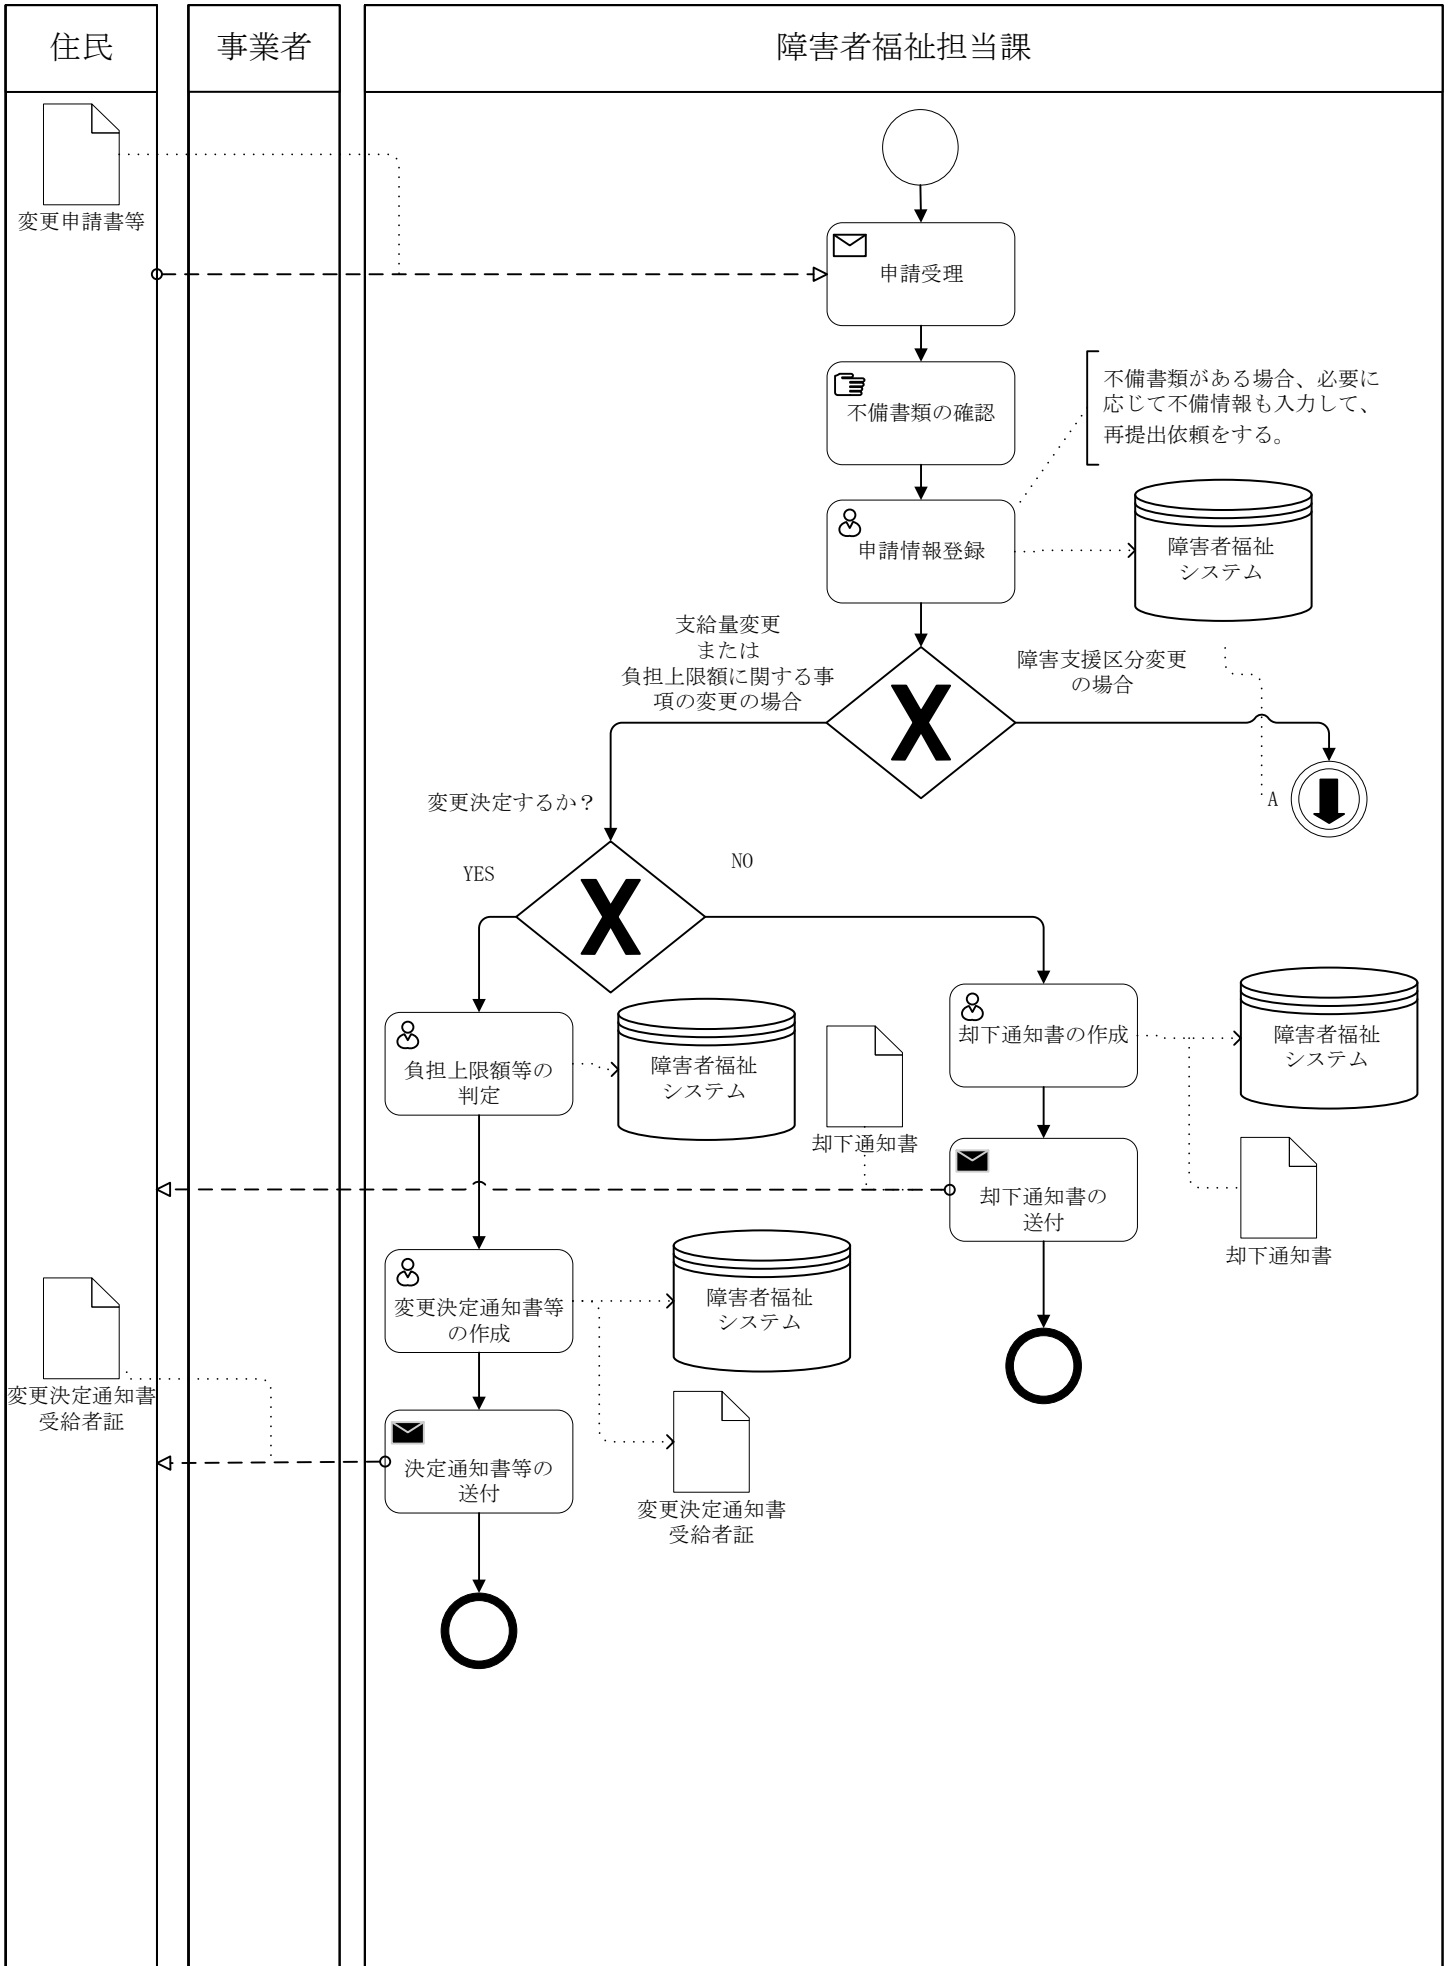 住民
事業者
障害者福祉担当課
変更申請書等
申請受理
不備書類の確認
不備書類がある場合、必要に
応じて不備情報も入力して、
再提出依頼をする。
申請情報登録
障害者福祉
システム
支給量変更
または
負担上限額に関する事
項の変更の場合
障害支援区分変更
の場合
A
変更決定するか？
YES
NO
負担上限額等の
判定
障害者福祉
システム
却下通知書
却下通知書の作成
障害者福祉
システム
却下通知書の
送付
却下通知書
変更決定通知書等
の作成
障害者福祉
システム
変更決定通知書
受給者証
決定通知書等の
送付
変更決定通知書
受給者証